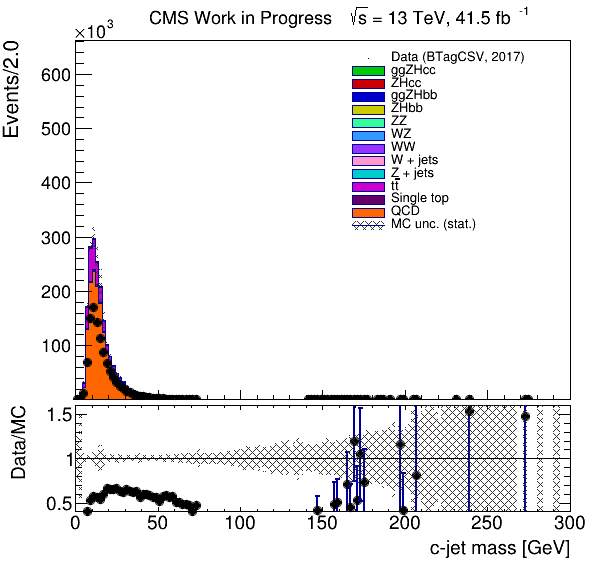 CMS Work in Progress √s = 13 TeV, 41.5 fb⁻¹
×10³
Events/2.0
600
500
400
300
200
100
Data (BTagCSV, 2017)
ggZHcc
ZHcc
ggZHbb
ZHbb
ZZ
WZ
WW
W + jets
Z + jets
tt̄
Single top
QCD
MC unc. (stat.)
Data/MC
1.5
1
0.5
0 50 100 150 200 250 300
c-jet mass [GeV]